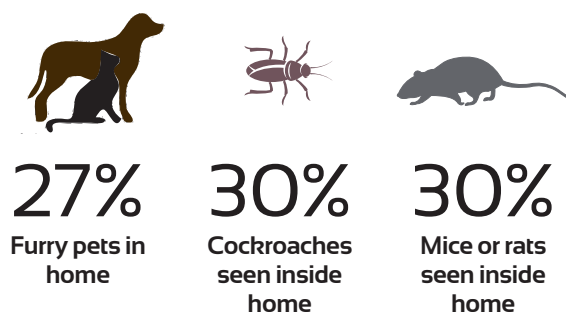 27%
Furry pets in
home
30%
Cockroaches
seen inside
home
30%
Mice or rats
seen inside
home